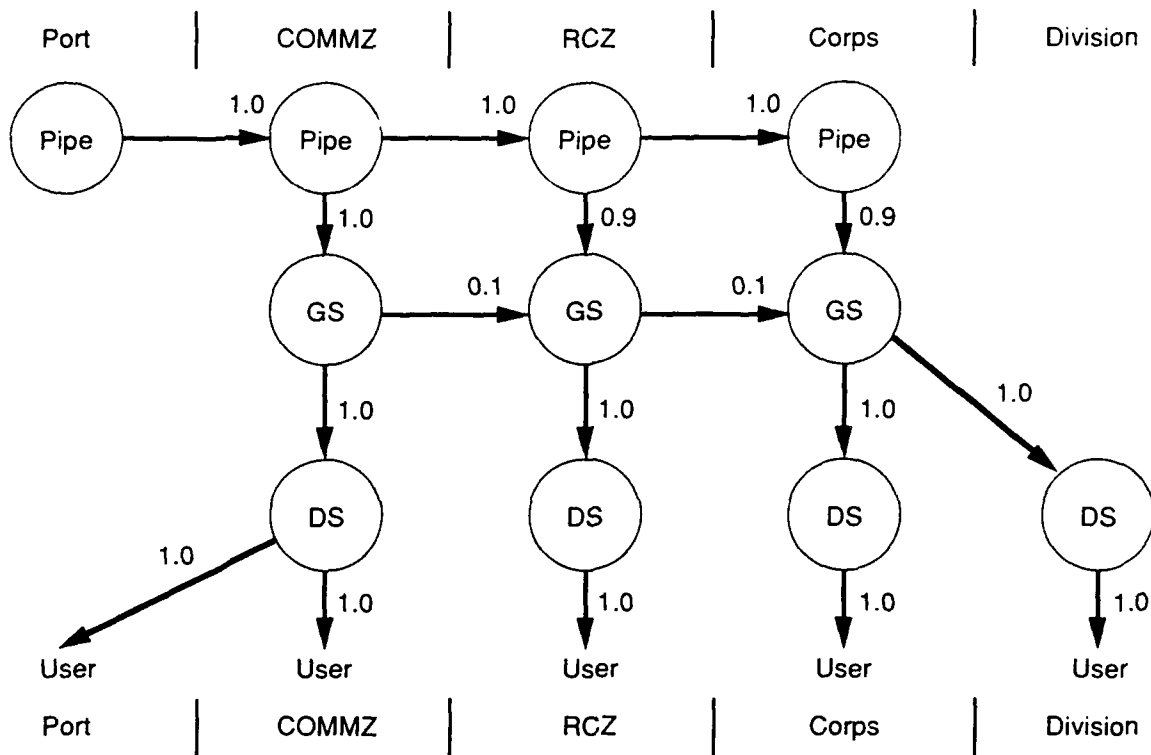 Port | COMMZ | RCZ | Corps | Division
1.0 1.0 1.0
Pipe Pipe Pipe Pipe
1.0 0.9 0.9
0.1 0.1
GS GS GS
1.0
1.0 1.0 1.0
DS DS DS DS
1.0
1.0 1.0 1.0 1.0
User User User User User
Port | COMMZ | RCZ | Corps | Division